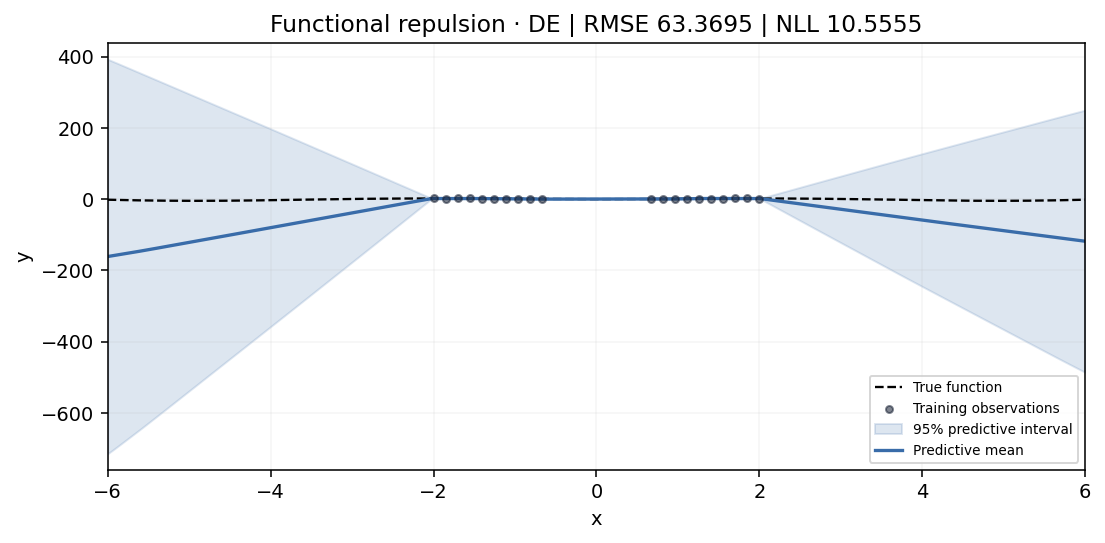 Functional repulsion · DE | RMSE 63.3695 | NLL 10.5555
400
200
0
−200
−400
−600
y
−6
−4
−2
0
2
4
6
x
True function
Training observations
95% predictive interval
Predictive mean